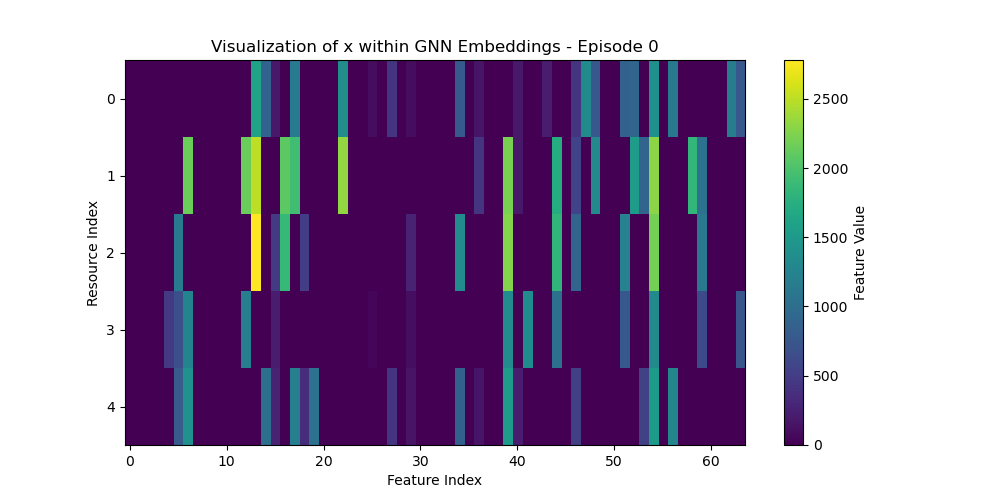 Visualization of x within GNN Embeddings - Episode 0
Resource Index
0
1
2
3
4
0 10 20 30 40 50 60
Feature Index
2500
2000
1500
1000
500
0
Feature Value